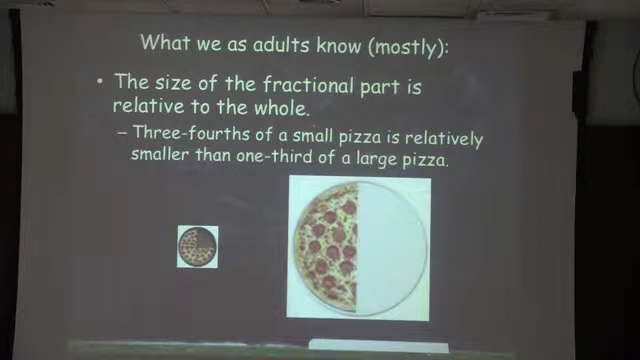 What we as adults know (mostly):
• The size of the fractional part is
relative to the whole.
– Three-fourths of a small pizza is relatively
smaller than one-third of a large pizza.